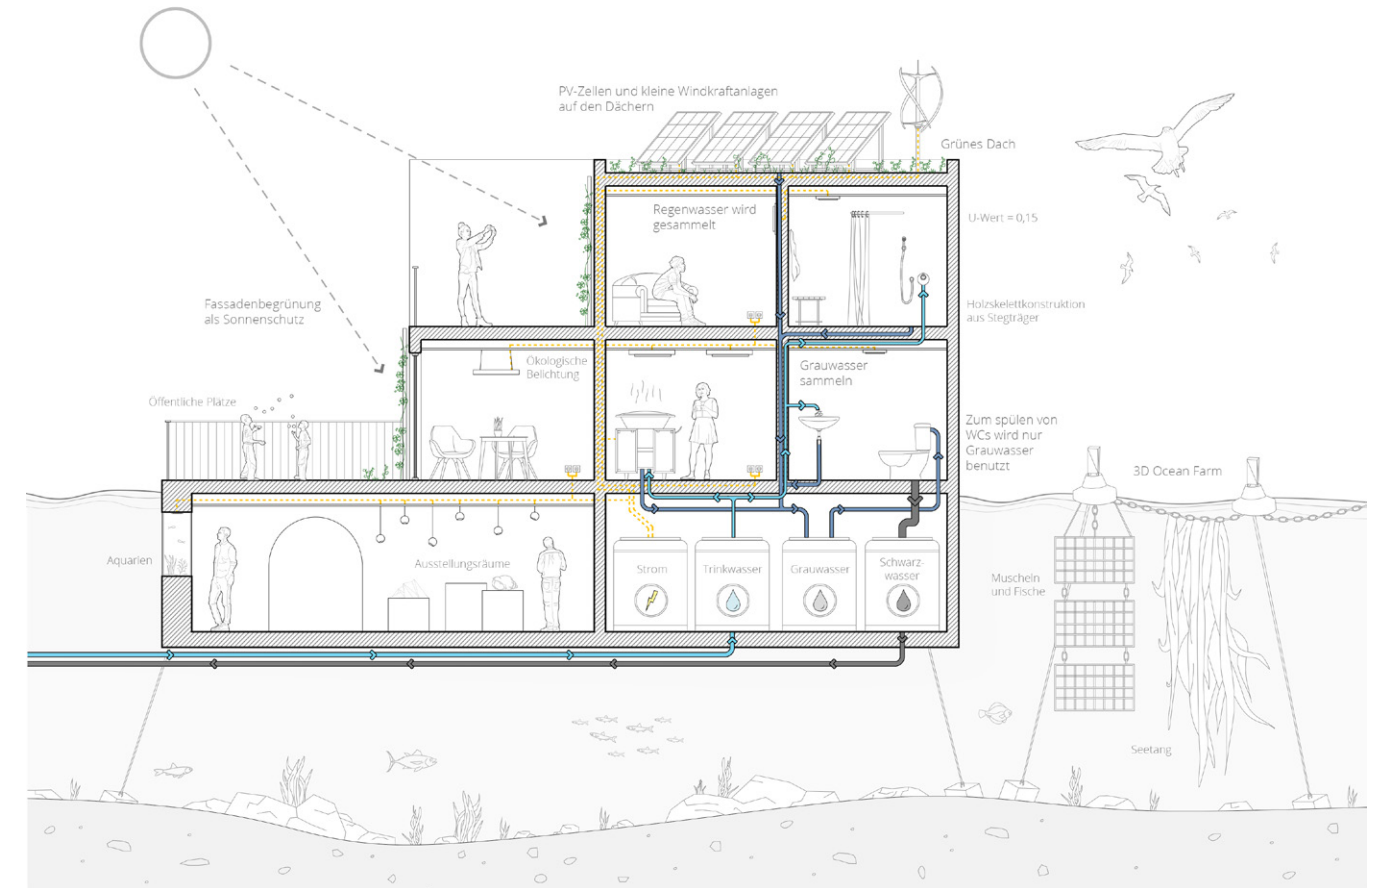 PV-Zellen und kleine Windkraftanlagen
auf den Dächern
Grünes Dach
Regenwasser wird
gesammelt
U-Wert = 0,15
Fassadenbegrünung
als Sonnenschutz
Holzskelettkonstruktion
aus Stegträger
Ökologische
Belichtung
Grauwasser
sammeln
Öffentliche Plätze
Zum spülen von
WCs wird nur
Grauwasser
benutzt
3D Ocean Farm
Aquarien
Ausstellungsräume
Strom
Trinkwasser
Grauwasser
Schwarz-
wasser
Muscheln
und Fische
Seetang